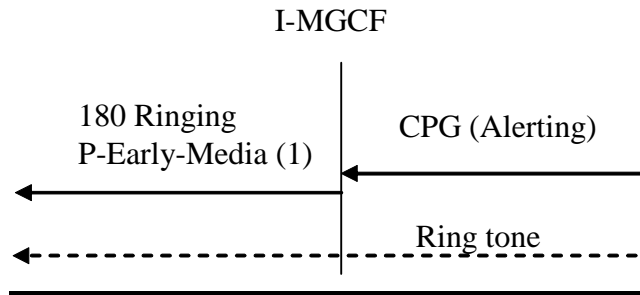 I-MGCF
180 Ringing
P-Early-Media (1)
CPG (Alerting)
Ring tone